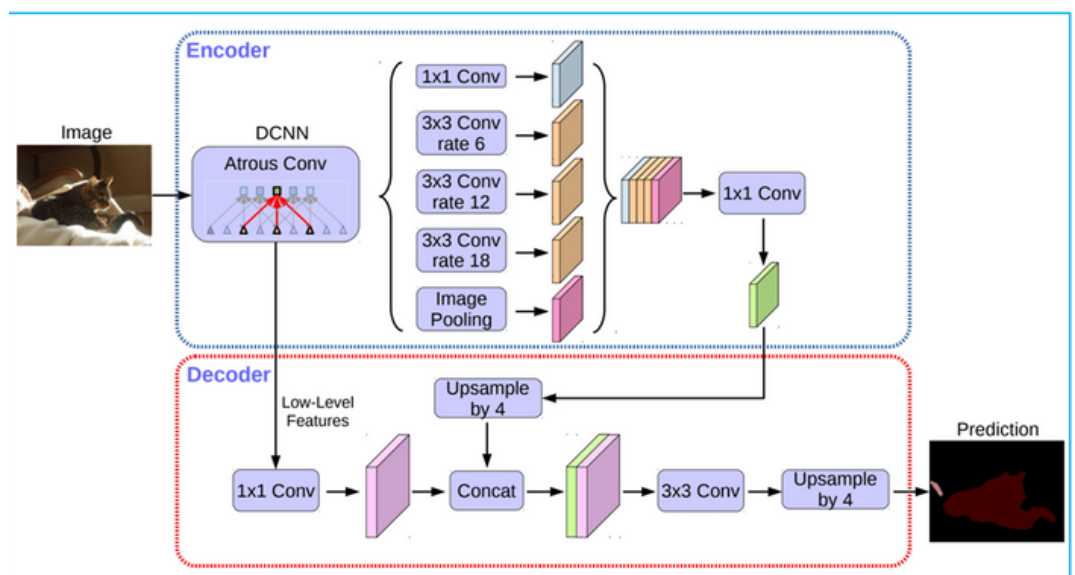 Encoder
Image
DCNN
Atrous Conv
1x1 Conv
3x3 Conv
rate 6
3x3 Conv
rate 12
3x3 Conv
rate 18
Image
Pooling
1x1 Conv
Decoder
Low-Level
Features
Upsample
by 4
1x1 Conv
Concat
3x3 Conv
Upsample
by 4
Prediction